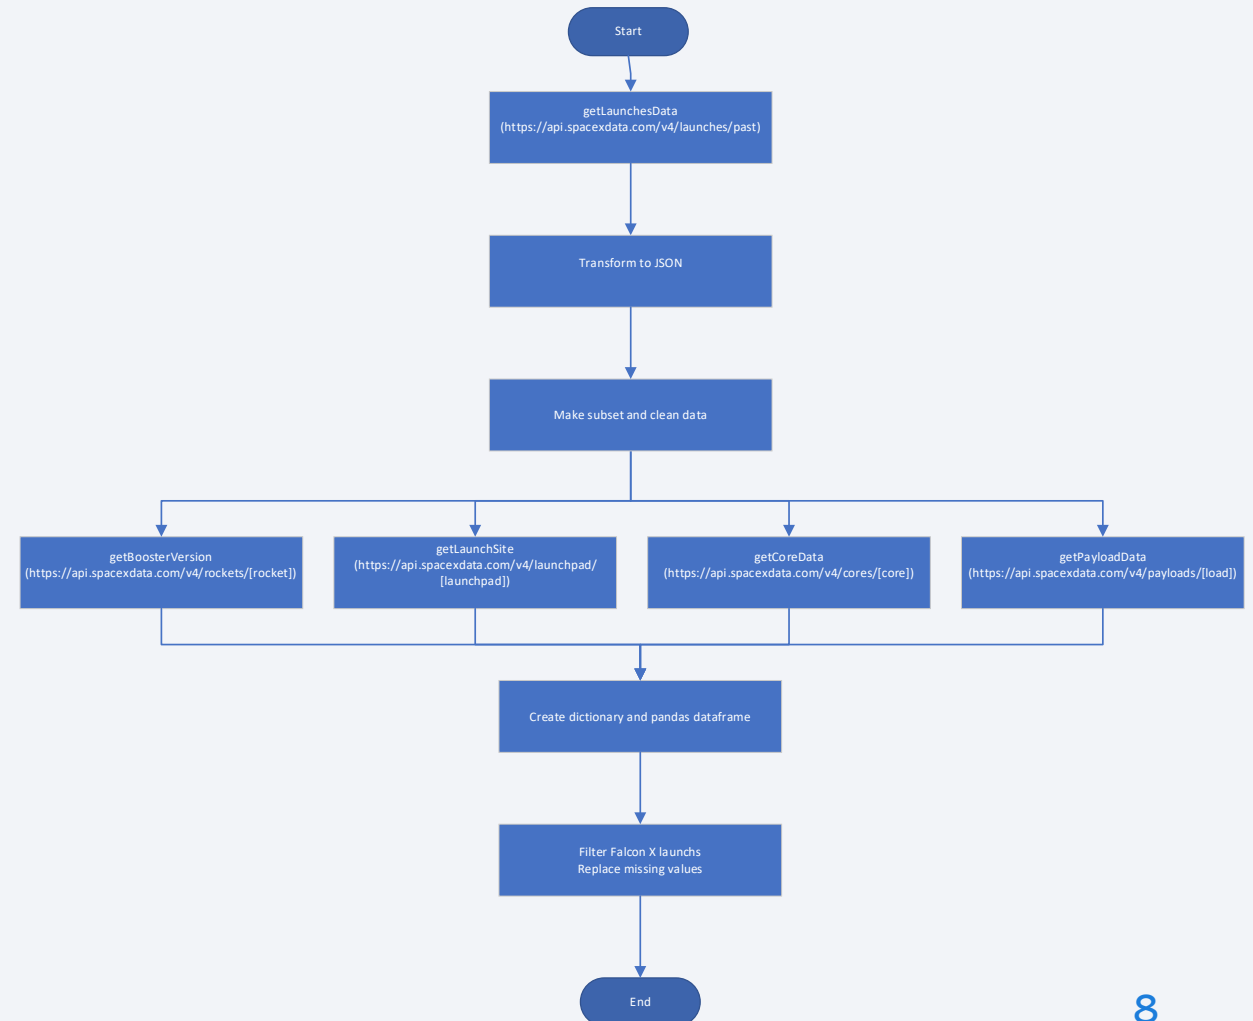 Start
getLaunchesData
(https://api.spacexdata.com/v4/launches/past)
Transform to JSON
Make subset and clean data
getBoosterVersion
(https://api.spacexdata.com/v4/rockets/[rocket])
getLaunchSite
(https://api.spacexdata.com/v4/launchpad/
[launchpad])
getCoreData
(https://api.spacexdata.com/v4/cores/[core])
getPayloadData
(https://api.spacexdata.com/v4/payloads/[load])
Create dictionary and pandas dataframe
Filter Falcon X launchs
Replace missing values
End
8